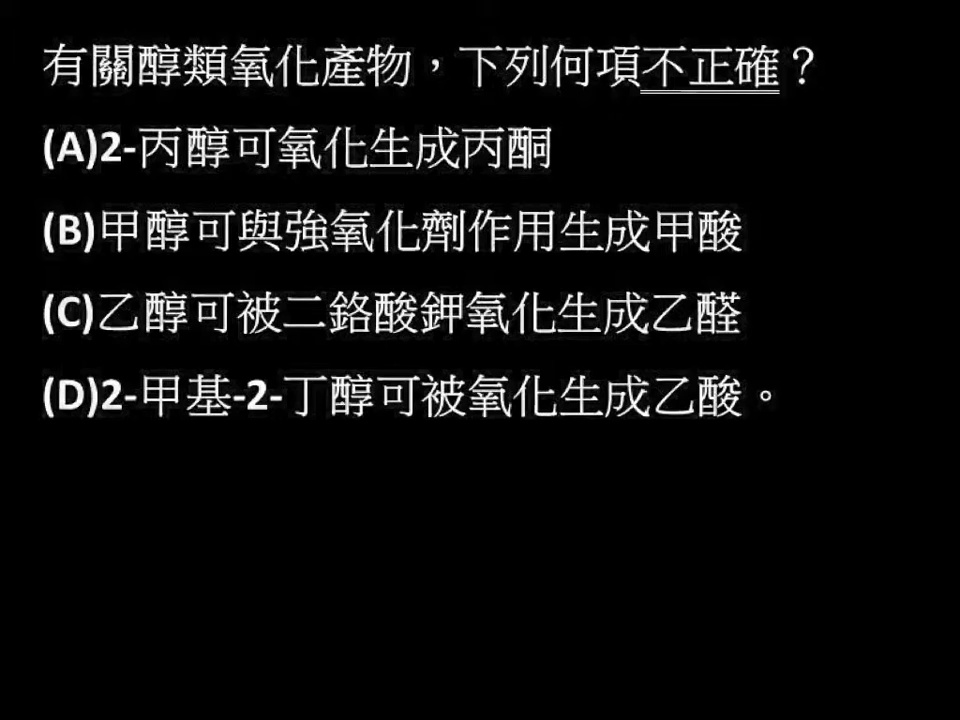 有關醇類氧化產物，下列何項不正確？
(A)2-丙醇可氧化生成丙酮
(B)甲醇可與強氧化劑作用生成甲酸
(C)乙醇可被二鉻酸鉀氧化生成乙醛
(D)2-甲基-2-丁醇可被氧化生成乙酸。